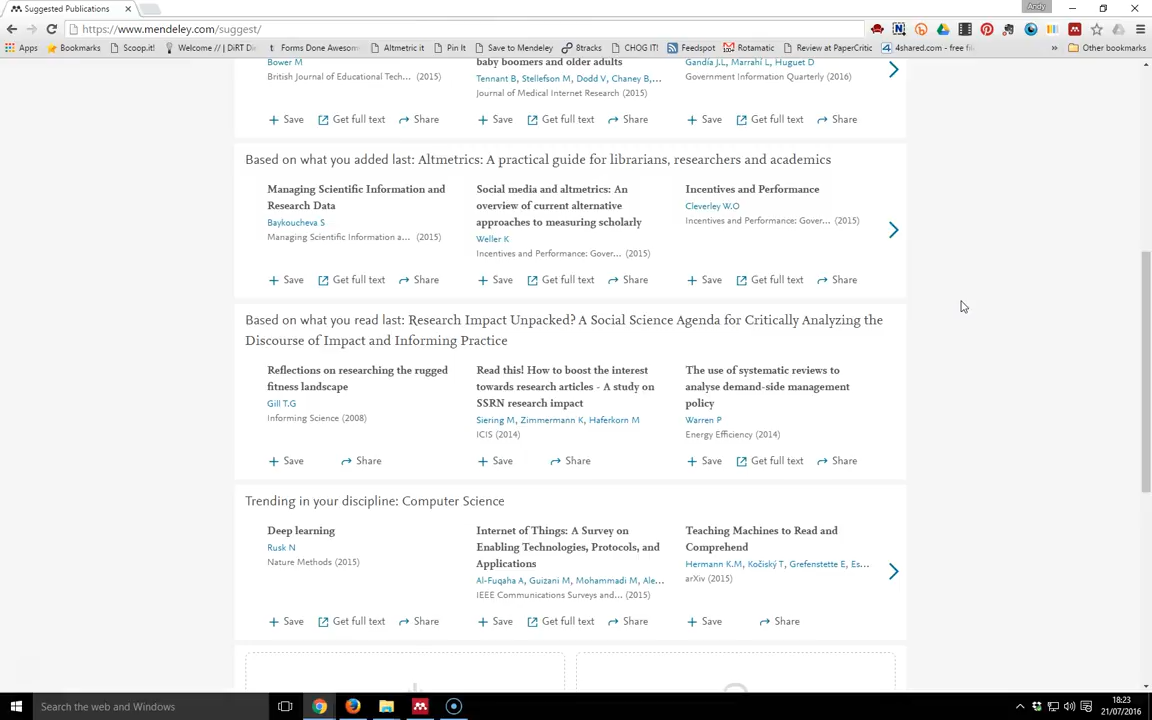 Suggested Publications
Andy
https://www.mendeley.com/suggest/
Apps Bookmarks Scoop.it! Welcome // DiRT Di Forms Done Awesom Altmetric it Pin It Save to Mendeley 8tracks CHOG IT! Feedspot Rotamatic Review at PaperCritic 4shared.com - free fi » Other bookmarks
Bower M
British Journal of Educational Tech... (2015)
baby boomers and older adults
Tennant B, Stellefson M, Dodd V, Chaney B,...
Journal of Medical Internet Research (2015)
Gandía J.L, Marrahí L, Huguet D
Government Information Quarterly (2016)
+ Save Get full text Share + Save Get full text Share + Save Get full text Share
Based on what you added last: Altmetrics: A practical guide for librarians, researchers and academics
Managing Scientific Information and
Research Data
Baykoucheva S
Managing Scientific Information a... (2015)
Social media and altmetrics: An
overview of current alternative
approaches to measuring scholarly
Weller K
Incentives and Performance: Gover... (2015)
Incentives and Performance
Cleverley W.O
Incentives and Performance: Gover... (2015)
+ Save Get full text Share + Save Get full text Share + Save Get full text Share
Based on what you read last: Research Impact Unpacked? A Social Science Agenda for Critically Analyzing the
Discourse of Impact and Informing Practice
Reflections on researching the rugged
fitness landscape
Gill T.G
Informing Science (2008)
Read this! How to boost the interest
towards research articles - A study on
SSRN research impact
Siering M, Zimmermann K, Haferkorn M
ICIS (2014)
The use of systematic reviews to
analyse demand-side management
policy
Warren P
Energy Efficiency (2014)
+ Save Share + Save Share + Save Get full text Share
Trending in your discipline: Computer Science
Deep learning
Rusk N
Nature Methods (2015)
Internet of Things: A Survey on
Enabling Technologies, Protocols, and
Applications
Al-Fuqaha A, Guizani M, Mohammadi M, Ale...
IEEE Communications Surveys and... (2015)
Teaching Machines to Read and
Comprehend
Hermann K.M, Kočiský T, Grefenstette E, Es...
arXiv (2015)
+ Save Get full text Share + Save Get full text Share + Save Share
Search the web and Windows
18:23
21/07/2016